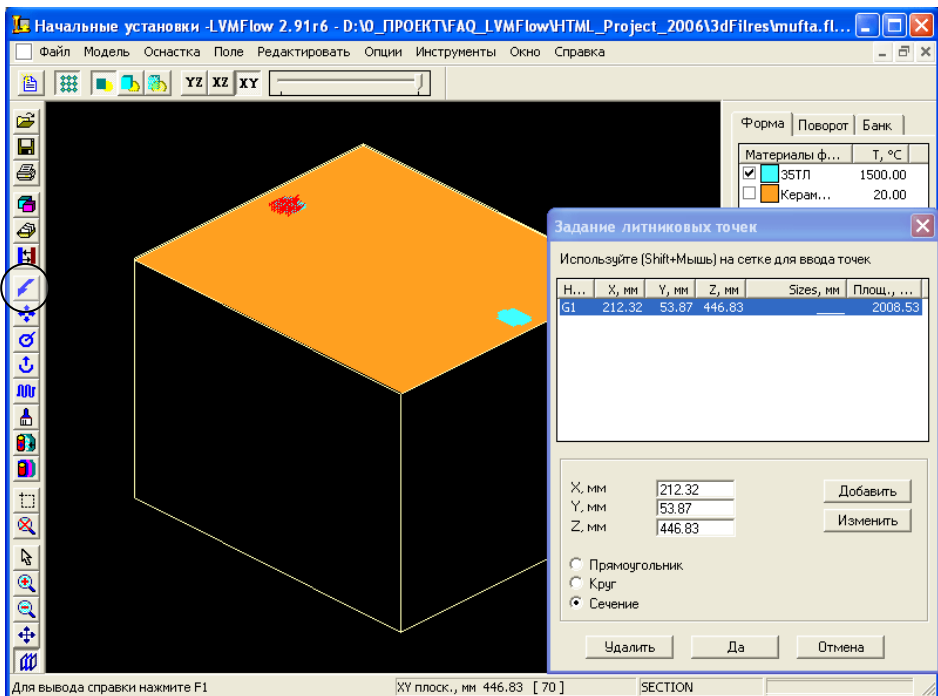 Начальные установки -LVMFlow 2.91r6 - D:\0_ПРОЕКТ\FAQ_LVMFlow\HTML_Project_2006\3dFilres\mufta.fl...
Файл Модель Оснастка Поле Редактировать Опции Инструменты Окно Справка
YZ XZ XY
Форма Поворот Банк
Материалы ф... T, °C
35ТЛ 1500.00
Керам... 20.00
Задание литниковых точек
Используйте (Shift+Мышь) на сетке для ввода точек
Н... X, мм Y, мм Z, мм Sizes, мм Площ., ...
G1 212.32 53.87 446.83 ____ 2008.53
X, мм 212.32 Добавить
Y, мм 53.87
Z, мм 446.83 Изменить
Прямоугольник
Круг
Сечение
Удалить Да Отмена
Для вывода справки нажмите F1 XY плоск., мм 446.83 [ 70 ] SECTION